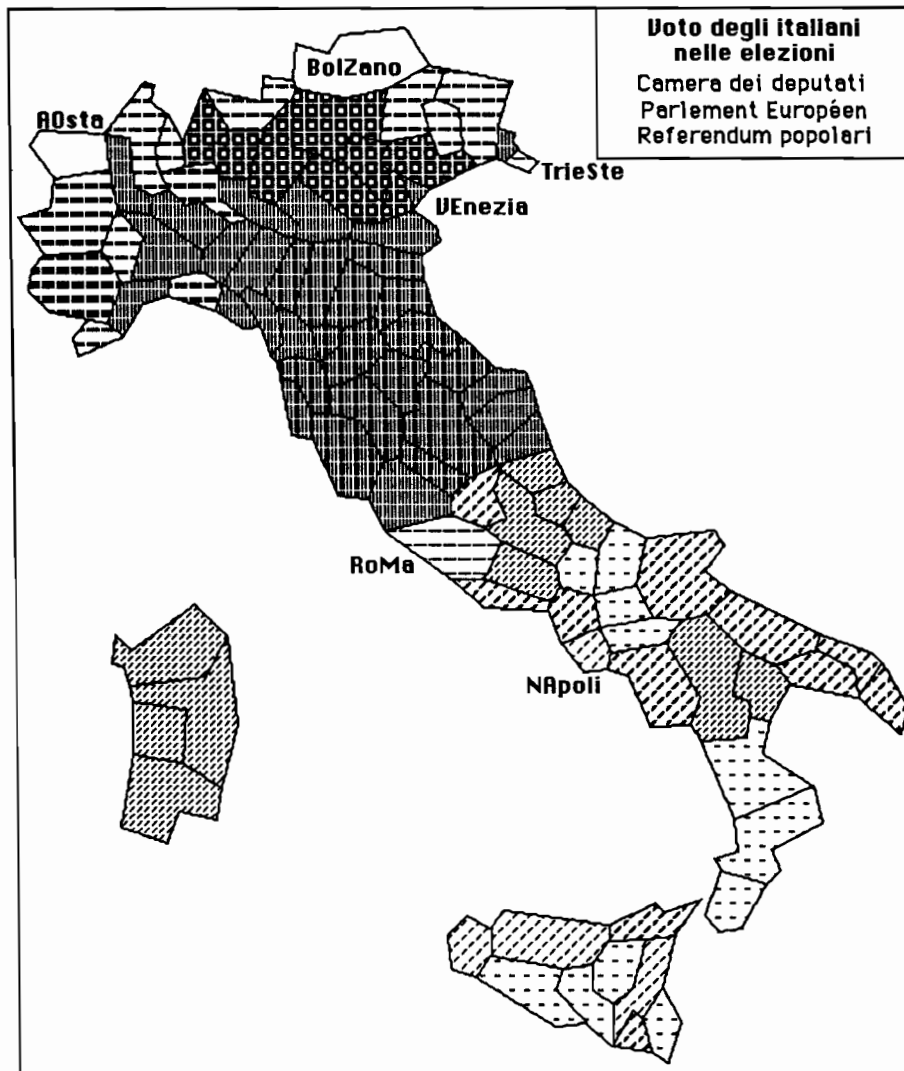 Voto degli italiani
nelle elezioni
Camera dei deputati
Parlement Européen
Referendum popolari
BolZano
AOsta
TrieSte
VEnezia
RoMa
NApoli